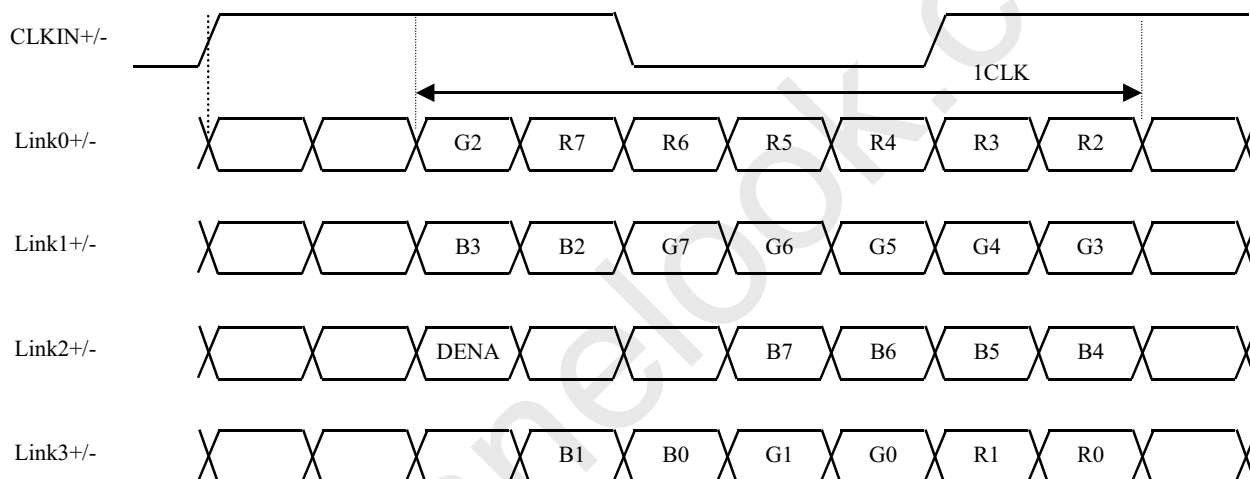 CLKIN+/-
1CLK
Link0+/- G2 R7 R6 R5 R4 R3 R2
Link1+/- B3 B2 G7 G6 G5 G4 G3
Link2+/- DENA B7 B6 B5 B4
Link3+/- B1 B0 G1 G0 R1 R0
nelook.c